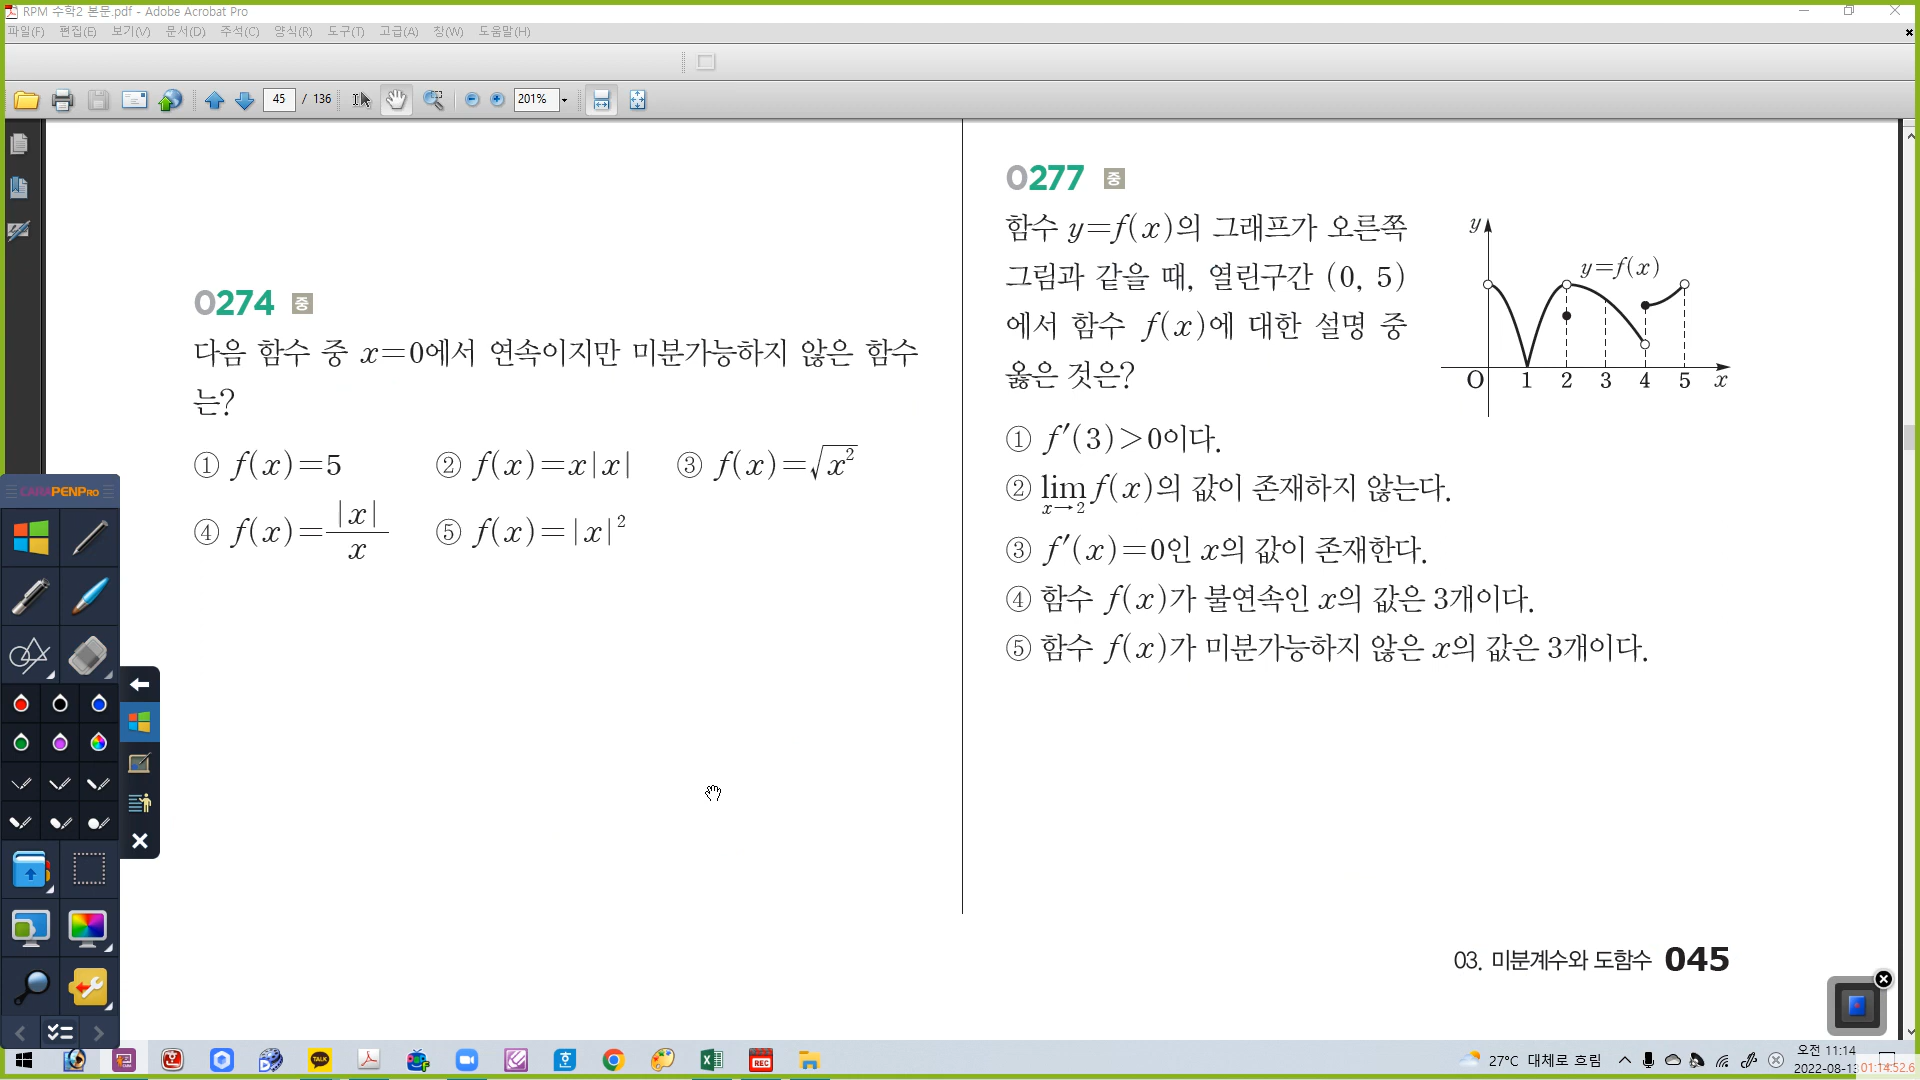 RPM 수학2 본문.pdf - Adobe Acrobat Pro
파일(F) 편집(E) 보기(V) 문서(D) 주석(C) 양식(R) 도구(T) 고급(A) 창(W) 도움말(H)
45 / 136 201%
0274 중
다음 함수 중 x=0에서 연속이지만 미분가능하지 않은 함수
는?
① f(x)=5 ② f(x)=x|x| ③ f(x)=√x²
④ f(x)=|x|/x ⑤ f(x)=|x|²
0277 중
함수 y=f(x)의 그래프가 오른쪽
그림과 같을 때, 열린구간 (0, 5)
에서 함수 f(x)에 대한 설명 중
옳은 것은?
y
y=f(x)
O 1 2 3 4 5 x
① f′(3)>0이다.
② lim x→2 f(x)의 값이 존재하지 않는다.
③ f′(x)=0인 x의 값이 존재한다.
④ 함수 f(x)가 불연속인 x의 값은 3개이다.
⑤ 함수 f(x)가 미분가능하지 않은 x의 값은 3개이다.
03. 미분계수와 도함수 045
CARAPENPRO
TALK
REC
27°C 대체로 흐림
오전 11:14
2022-08-13
01:14:52.6